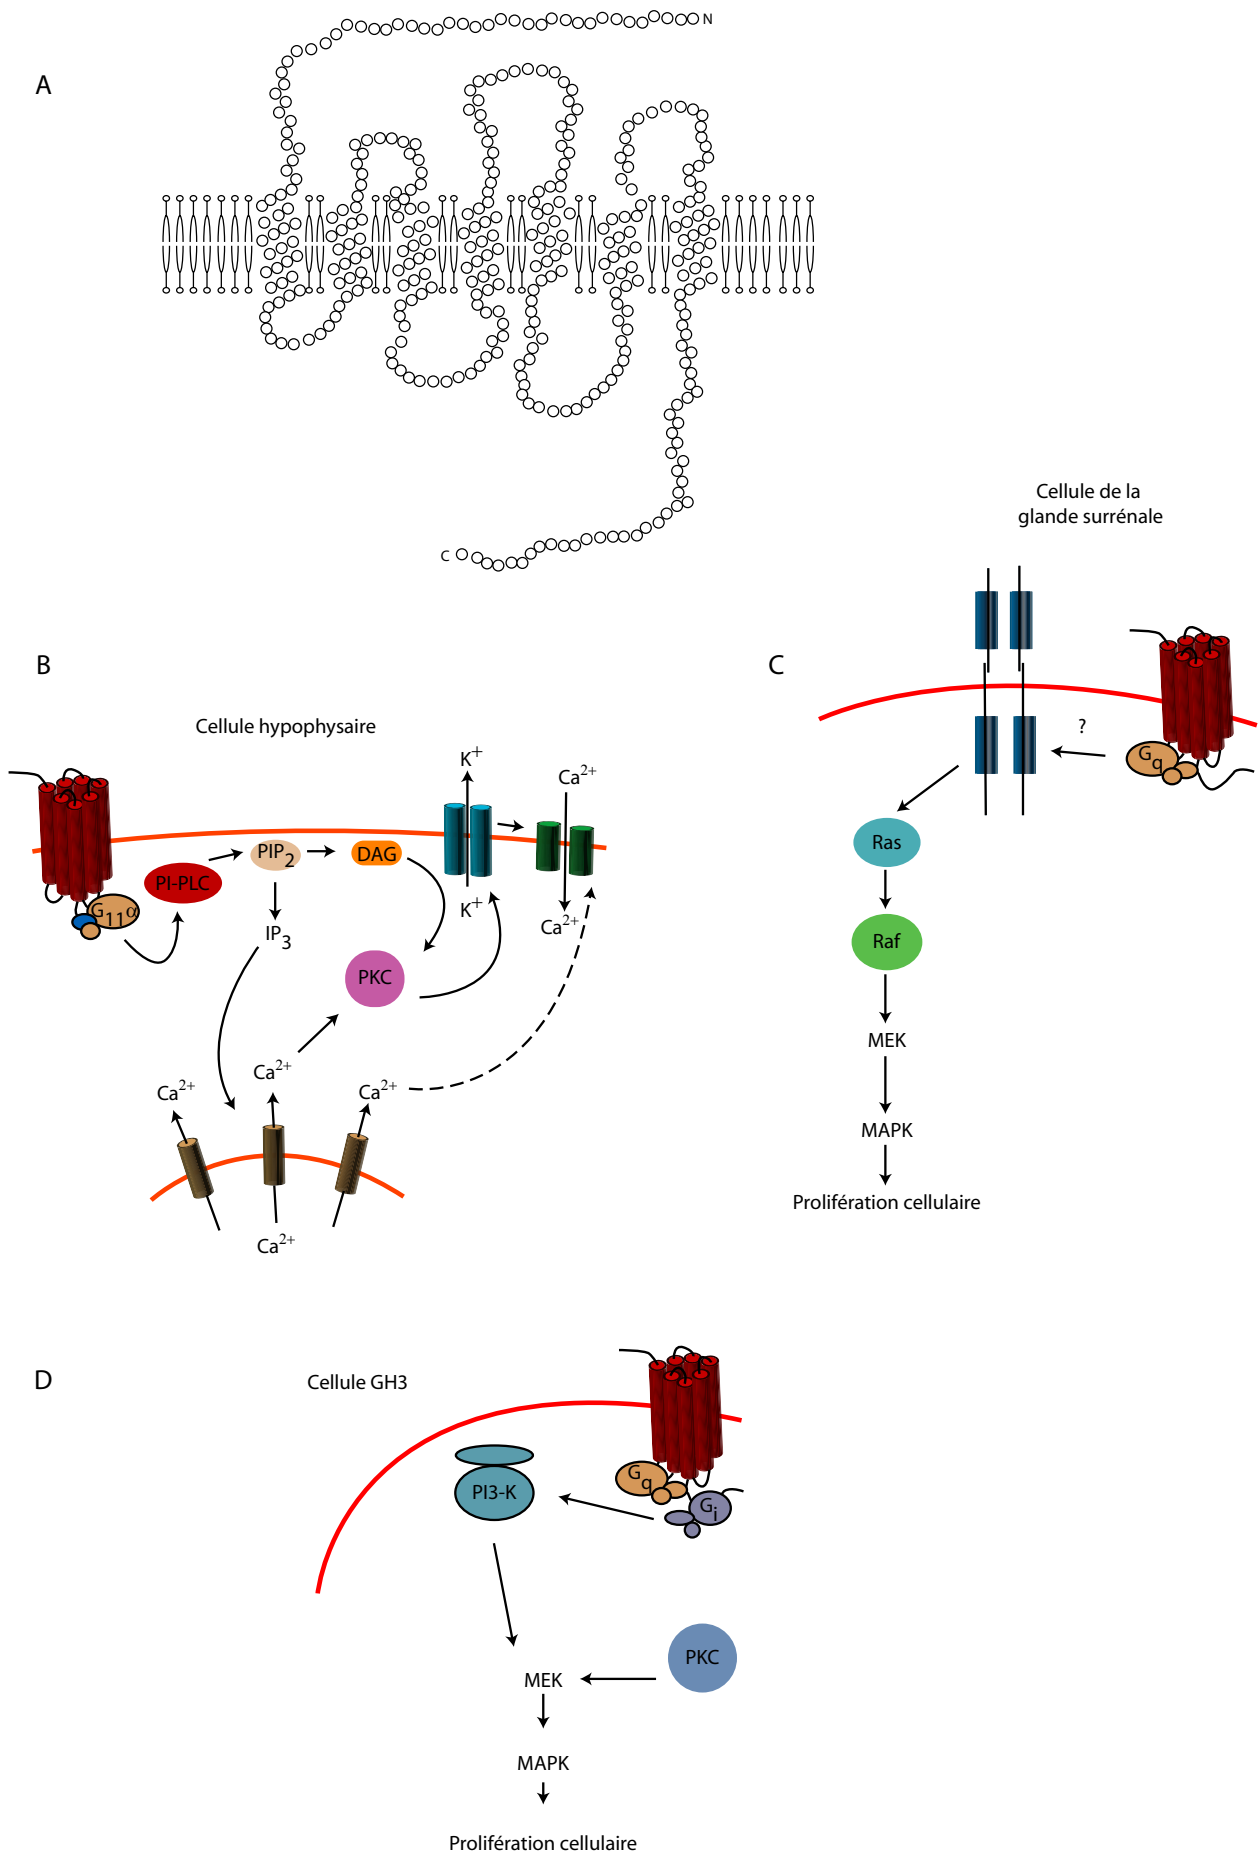 A
N
C
Cellule de la
glande surrénale
B
C
Cellule hypophysaire
K+
Ca2+
?
Gq
PIP2
DAG
PI-PLC
G11α
K+
Ca2+
IP3
PKC
Ras
Raf
MEK
MAPK
Prolifération cellulaire
Ca2+
Ca2+
Ca2+
Ca2+
D
Cellule GH3
Gq
PI3-K
Gi
PKC
MEK
MAPK
Prolifération cellulaire